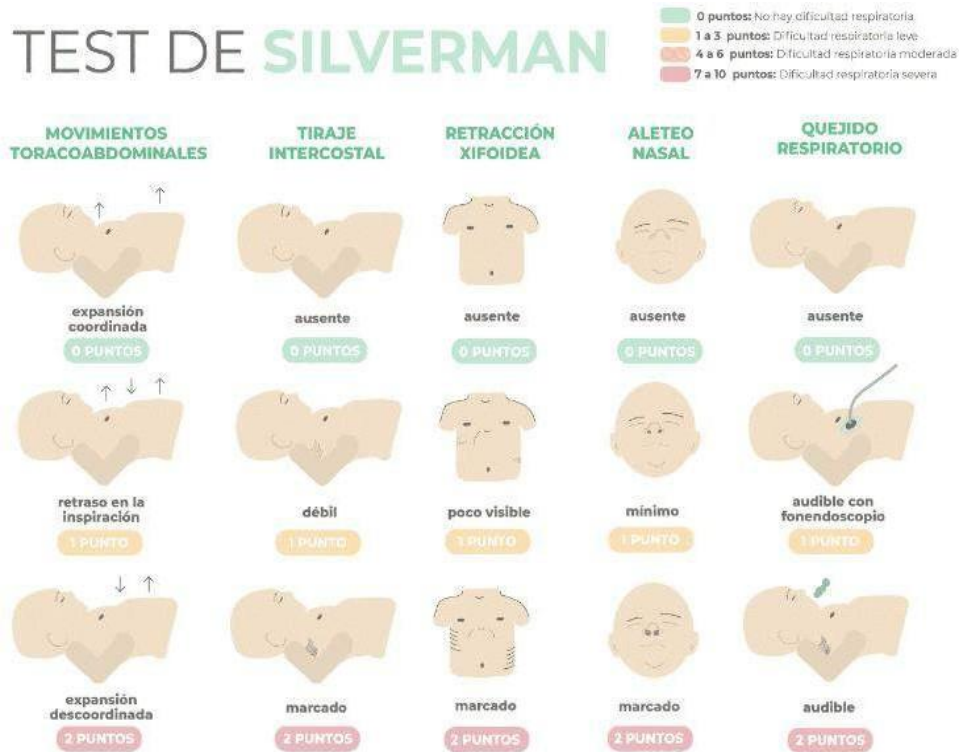 TEST DE SILVERMAN
0 puntos: No hay dificultad respiratoria
1 a 3 puntos: Dificultad respiratoria leve
4 a 6 puntos: Dificultad respiratoria moderada
7 a 10 puntos: Dificultad respiratoria severa
MOVIMIENTOS
TORACOABDOMINALES
TIRAJE
INTERCOSTAL
RETRACCIÓN
XIFOIDEA
ALETEO
NASAL
QUEJIDO
RESPIRATORIO
expansión
coordinada
0 PUNTOS
ausente
0 PUNTOS
ausente
0 PUNTOS
ausente
0 PUNTOS
ausente
0 PUNTOS
retraso en la
inspiración
1 PUNTO
débil
1 PUNTO
poco visible
1 PUNTO
mínimo
1 PUNTO
audible con
fonendoscopio
1 PUNTO
expansión
descoordinada
2 PUNTOS
marcado
2 PUNTOS
marcado
2 PUNTOS
marcado
2 PUNTOS
audible
2 PUNTOS